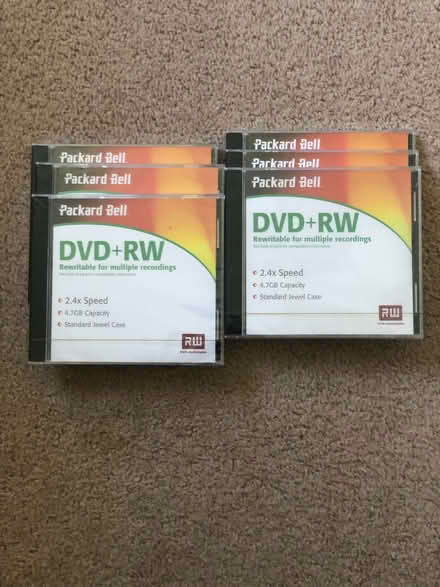 Packard Bell
Packard Bell
Packard Bell
DVD+RW
Rewritable for multiple recordings
2.4x Speed
4.7GB Capacity
Standard Jewel Case
RW
Packard Bell
Packard Bell
Packard Bell
DVD+RW
Rewritable for multiple recordings
2.4x Speed
4.7GB Capacity
Standard Jewel Case
RW